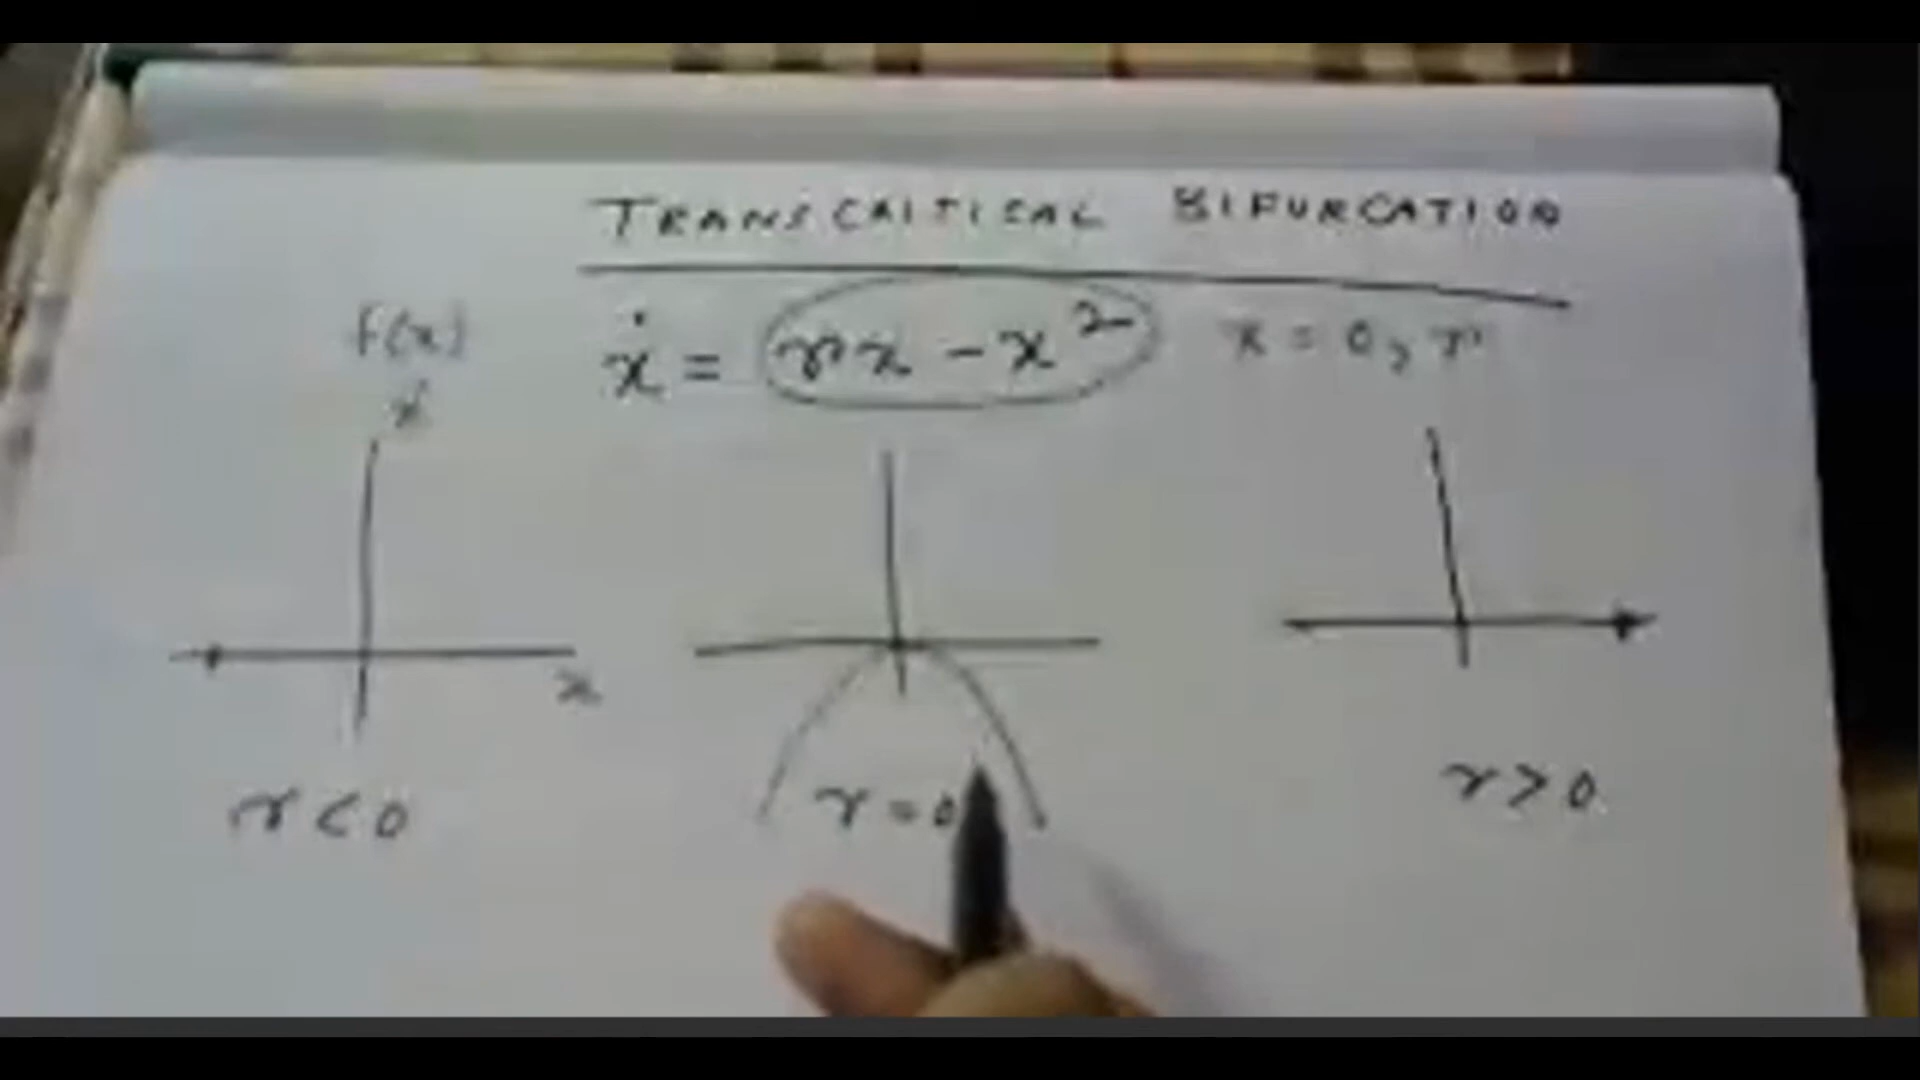 TRANSCRITICAL BIFURCATION
f(x)
ẋ = rx - x² x = 0, r
ẋ
x
r < 0
r = 0
r > 0